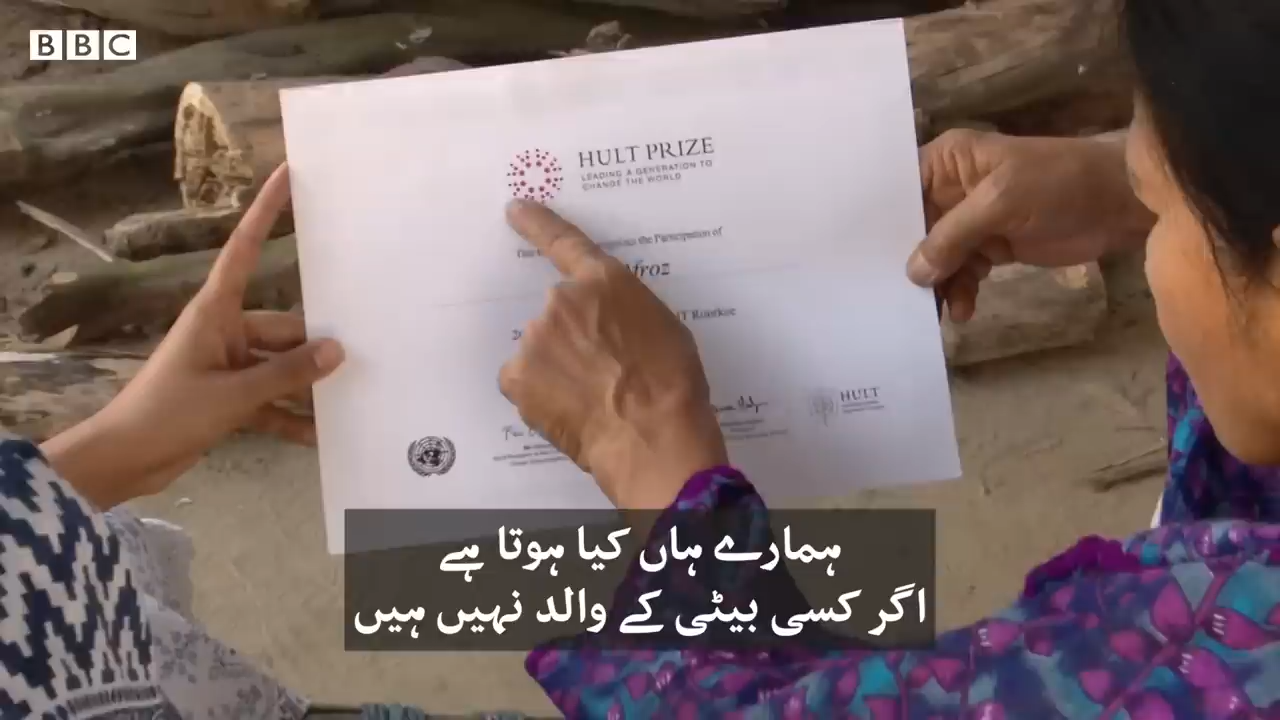 BBC
HULT PRIZE
LEADING A GENERATION TO
CHANGE THE WORLD
the Participation of
froz
Roorkee
HULT
ہمارے ہاں کیا ہوتا ہے
اگر کسی بیٹی کے والد نہیں ہیں